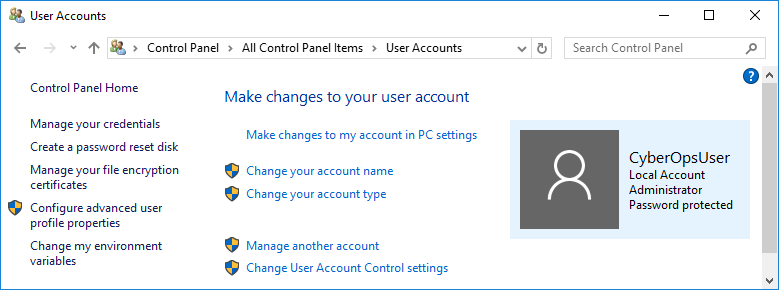 User Accounts
Control Panel All Control Panel Items User Accounts
Search Control Panel
?
Control Panel Home
Manage your credentials
Create a password reset disk
Manage your file encryption
certificates
Configure advanced user
profile properties
Change my environment
variables
Make changes to your user account
Make changes to my account in PC settings
Change your account name
Change your account type
Manage another account
Change User Account Control settings
CyberOpsUser
Local Account
Administrator
Password protected